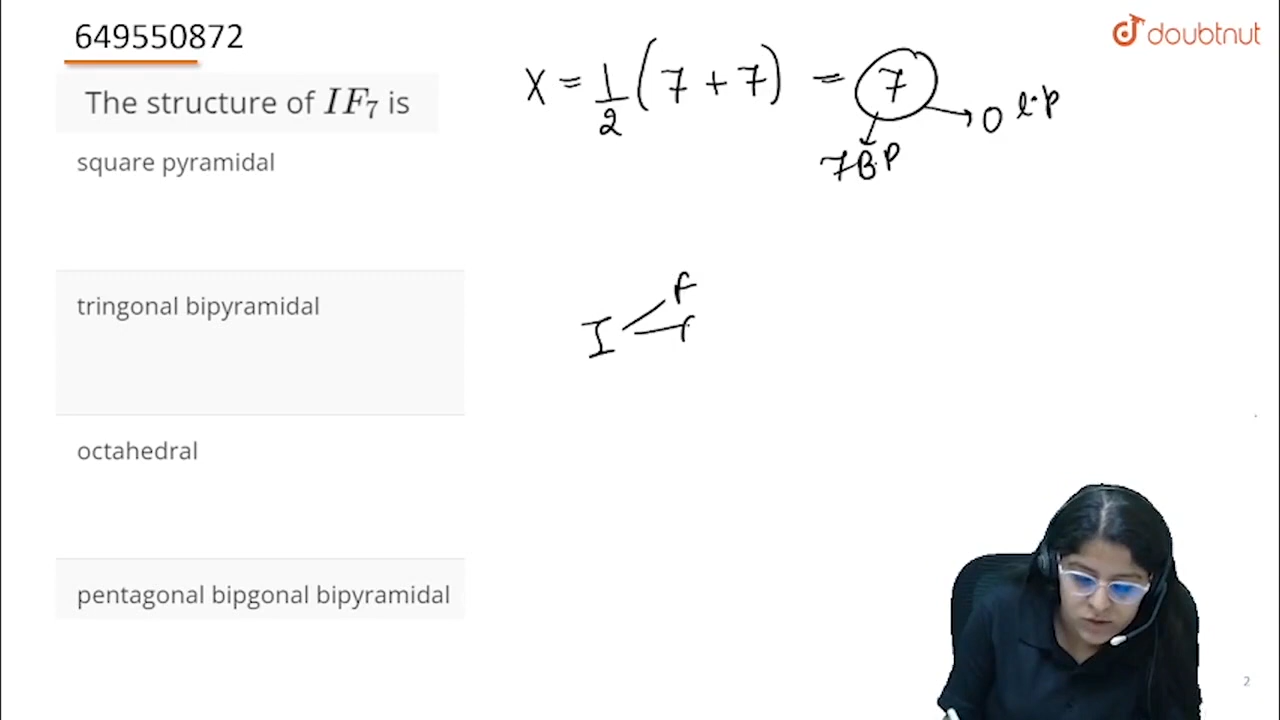 649550872
doubtnut
The structure of IF₇ is
X = 1/2 (7 + 7) = 7
0 l.p
7 B.P
square pyramidal
tringonal bipyramidal
I F F
octahedral
pentagonal bipgonal bipyramidal
2